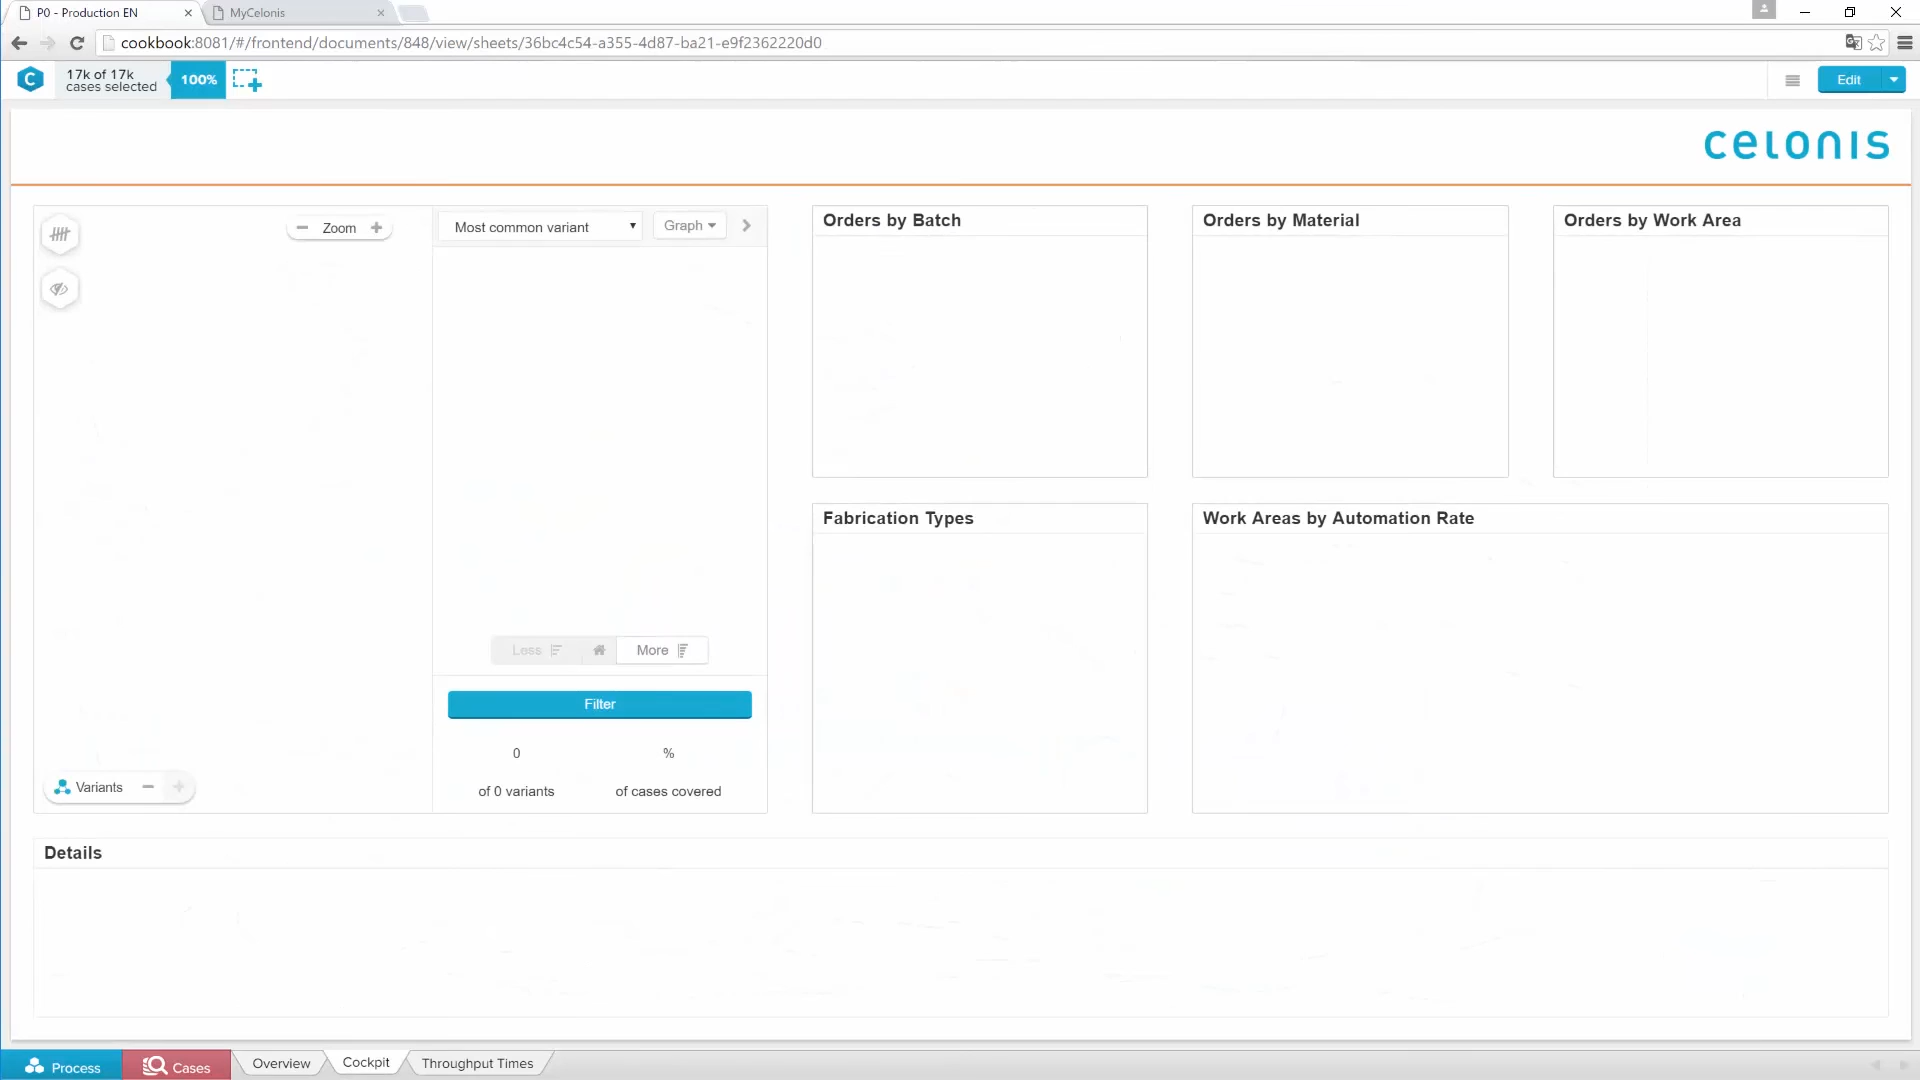 P0 - Production EN
MyCelonis
cookbook:8081/#/frontend/documents/848/view/sheets/36bc4c54-a355-4d87-ba21-e9f2362220d0
C
17k of 17k
cases selected
100%
Edit
celonis
Zoom
Most common variant
Graph
Orders by Batch
Orders by Material
Orders by Work Area
Fabrication Types
Work Areas by Automation Rate
Less
More
Filter
0
%
of 0 variants
of cases covered
Variants
Details
Process
Cases
Overview
Cockpit
Throughput Times